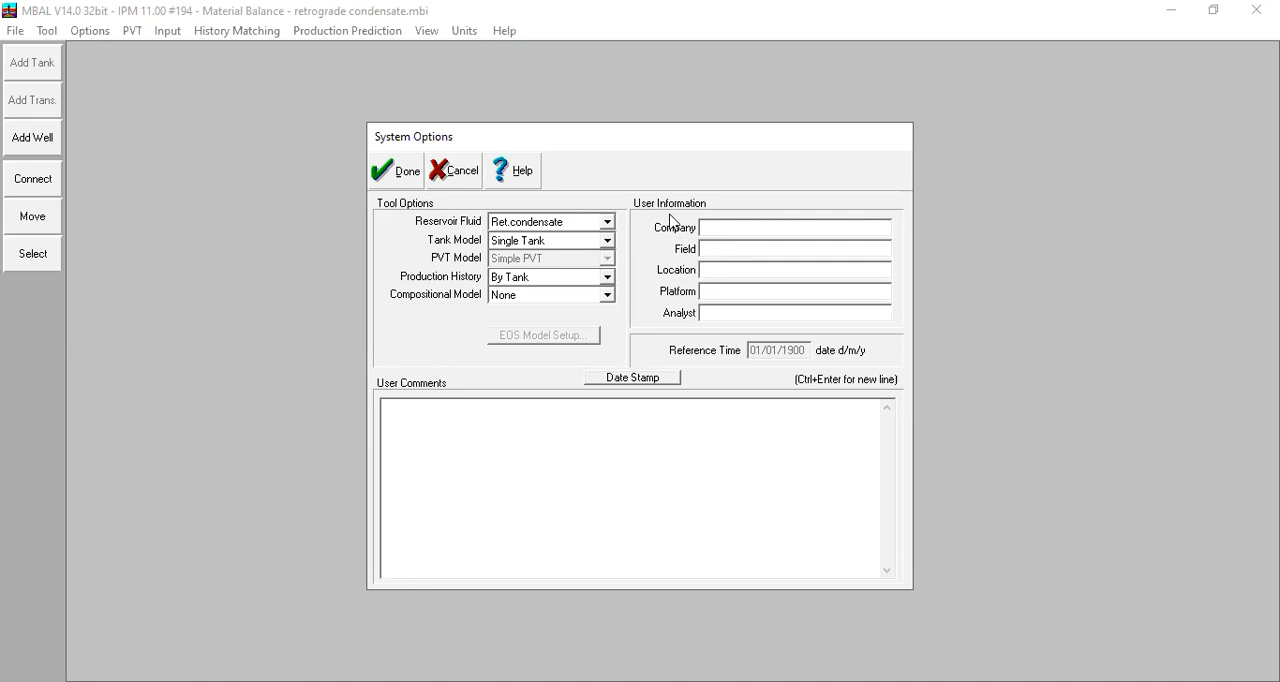 MBAL V14.0 32bit - IPM 11.00 #194 - Material Balance - retrograde condensate.mbi
File Tool Options PVT Input History Matching Production Prediction View Units Help
Add Tank
Add Trans.
Add Well
Connect
Move
Select
System Options
Done Cancel Help
Tool Options
Reservoir Fluid Ret.condensate
Tank Model Single Tank
PVT Model Simple PVT
Production History By Tank
Compositional Model None
EOS Model Setup...
User Information
Company
Field
Location
Platform
Analyst
Reference Time 01/01/1900 date d/m/y
User Comments Date Stamp (Ctrl+Enter for new line)